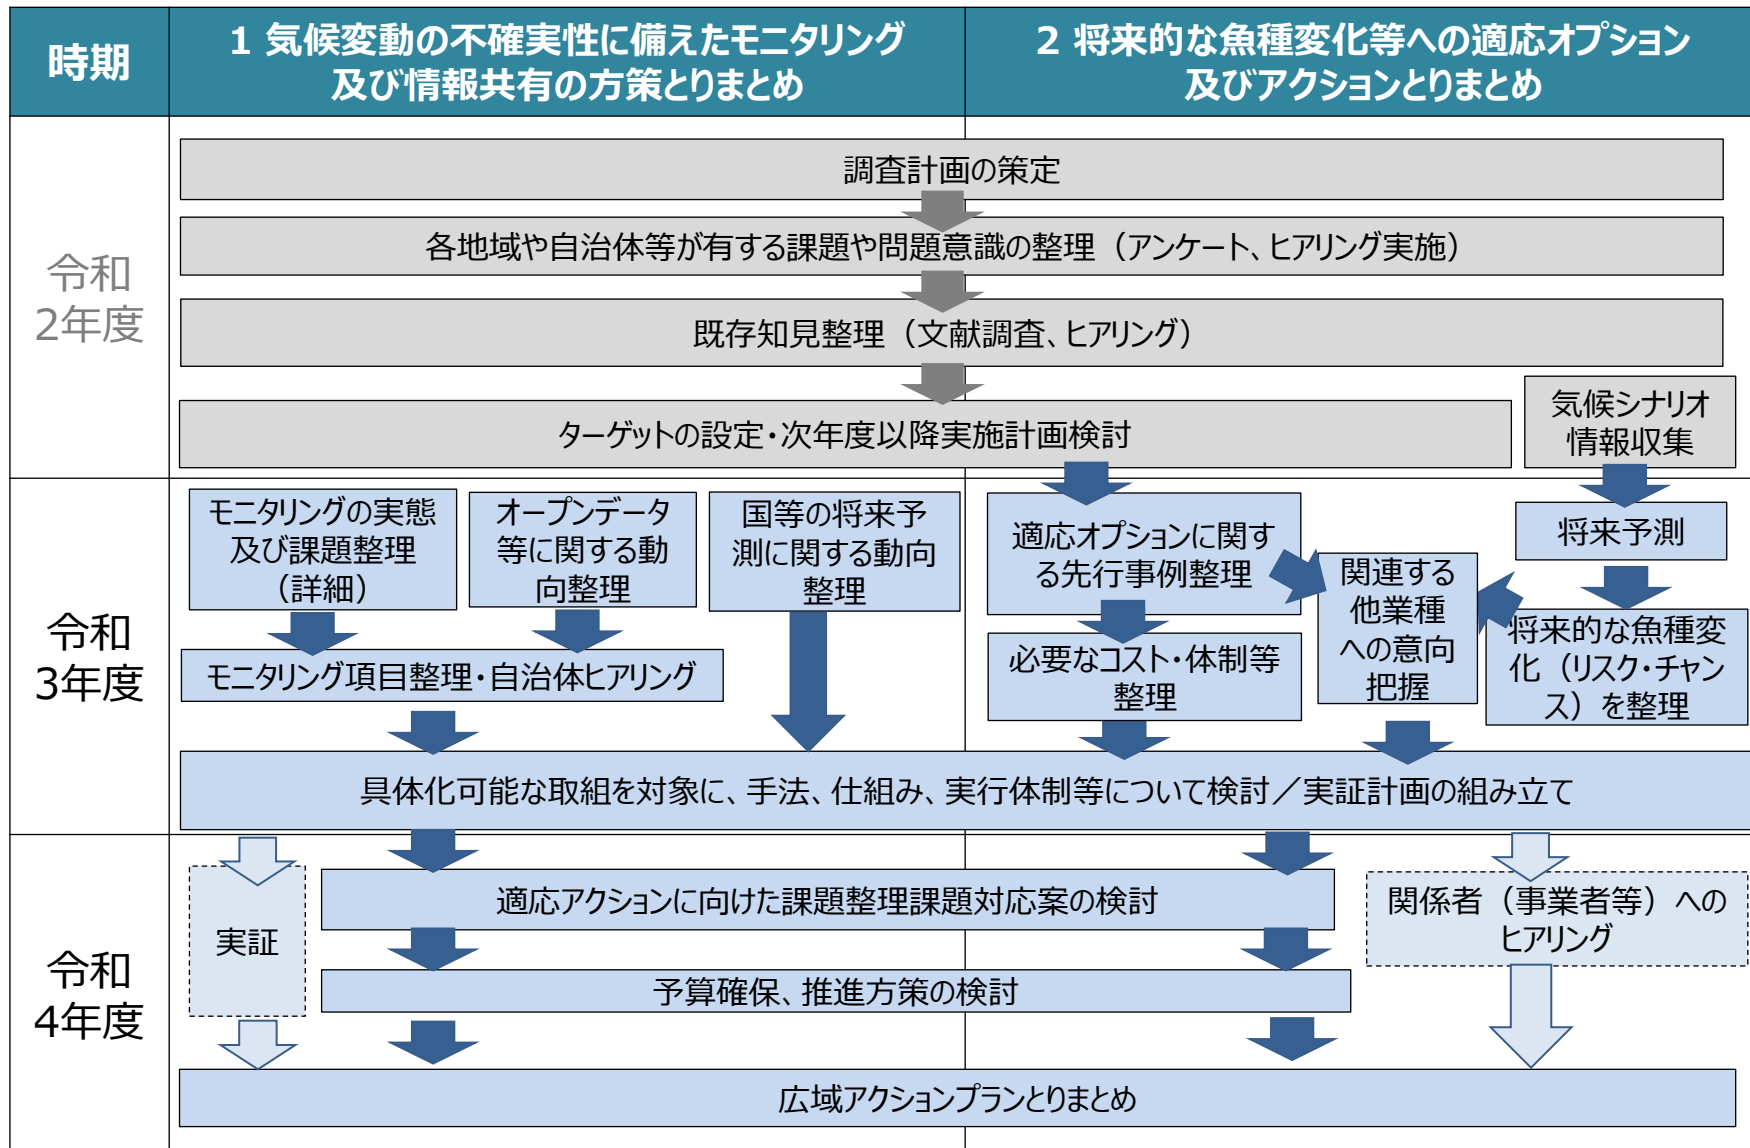 時期
1 気候変動の不確実性に備えたモニタリング
及び情報共有の方策とりまとめ
2 将来的な魚種変化等への適応オプション
及びアクションとりまとめ
令和
2年度
調査計画の策定
各地域や自治体等が有する課題や問題意識の整理（アンケート、ヒアリング実施）
既存知見整理（文献調査、ヒアリング）
ターゲットの設定・次年度以降実施計画検討
気候シナリオ
情報収集
令和
3年度
モニタリングの実態
及び課題整理
（詳細）
オープンデータ
等に関する動
向整理
国等の将来予
測に関する動向
整理
適応オプションに関す
る先行事例整理
将来予測
関連する
他業種
への意向
把握
モニタリング項目整理・自治体ヒアリング
必要なコスト・体制等
整理
将来的な魚種変
化（リスク・チャン
ス）を整理
具体化可能な取組を対象に、手法、仕組み、実行体制等について検討／実証計画の組み立て
令和
4年度
実証
適応アクションに向けた課題整理課題対応案の検討
関係者（事業者等）への
ヒアリング
予算確保、推進方策の検討
広域アクションプランとりまとめ